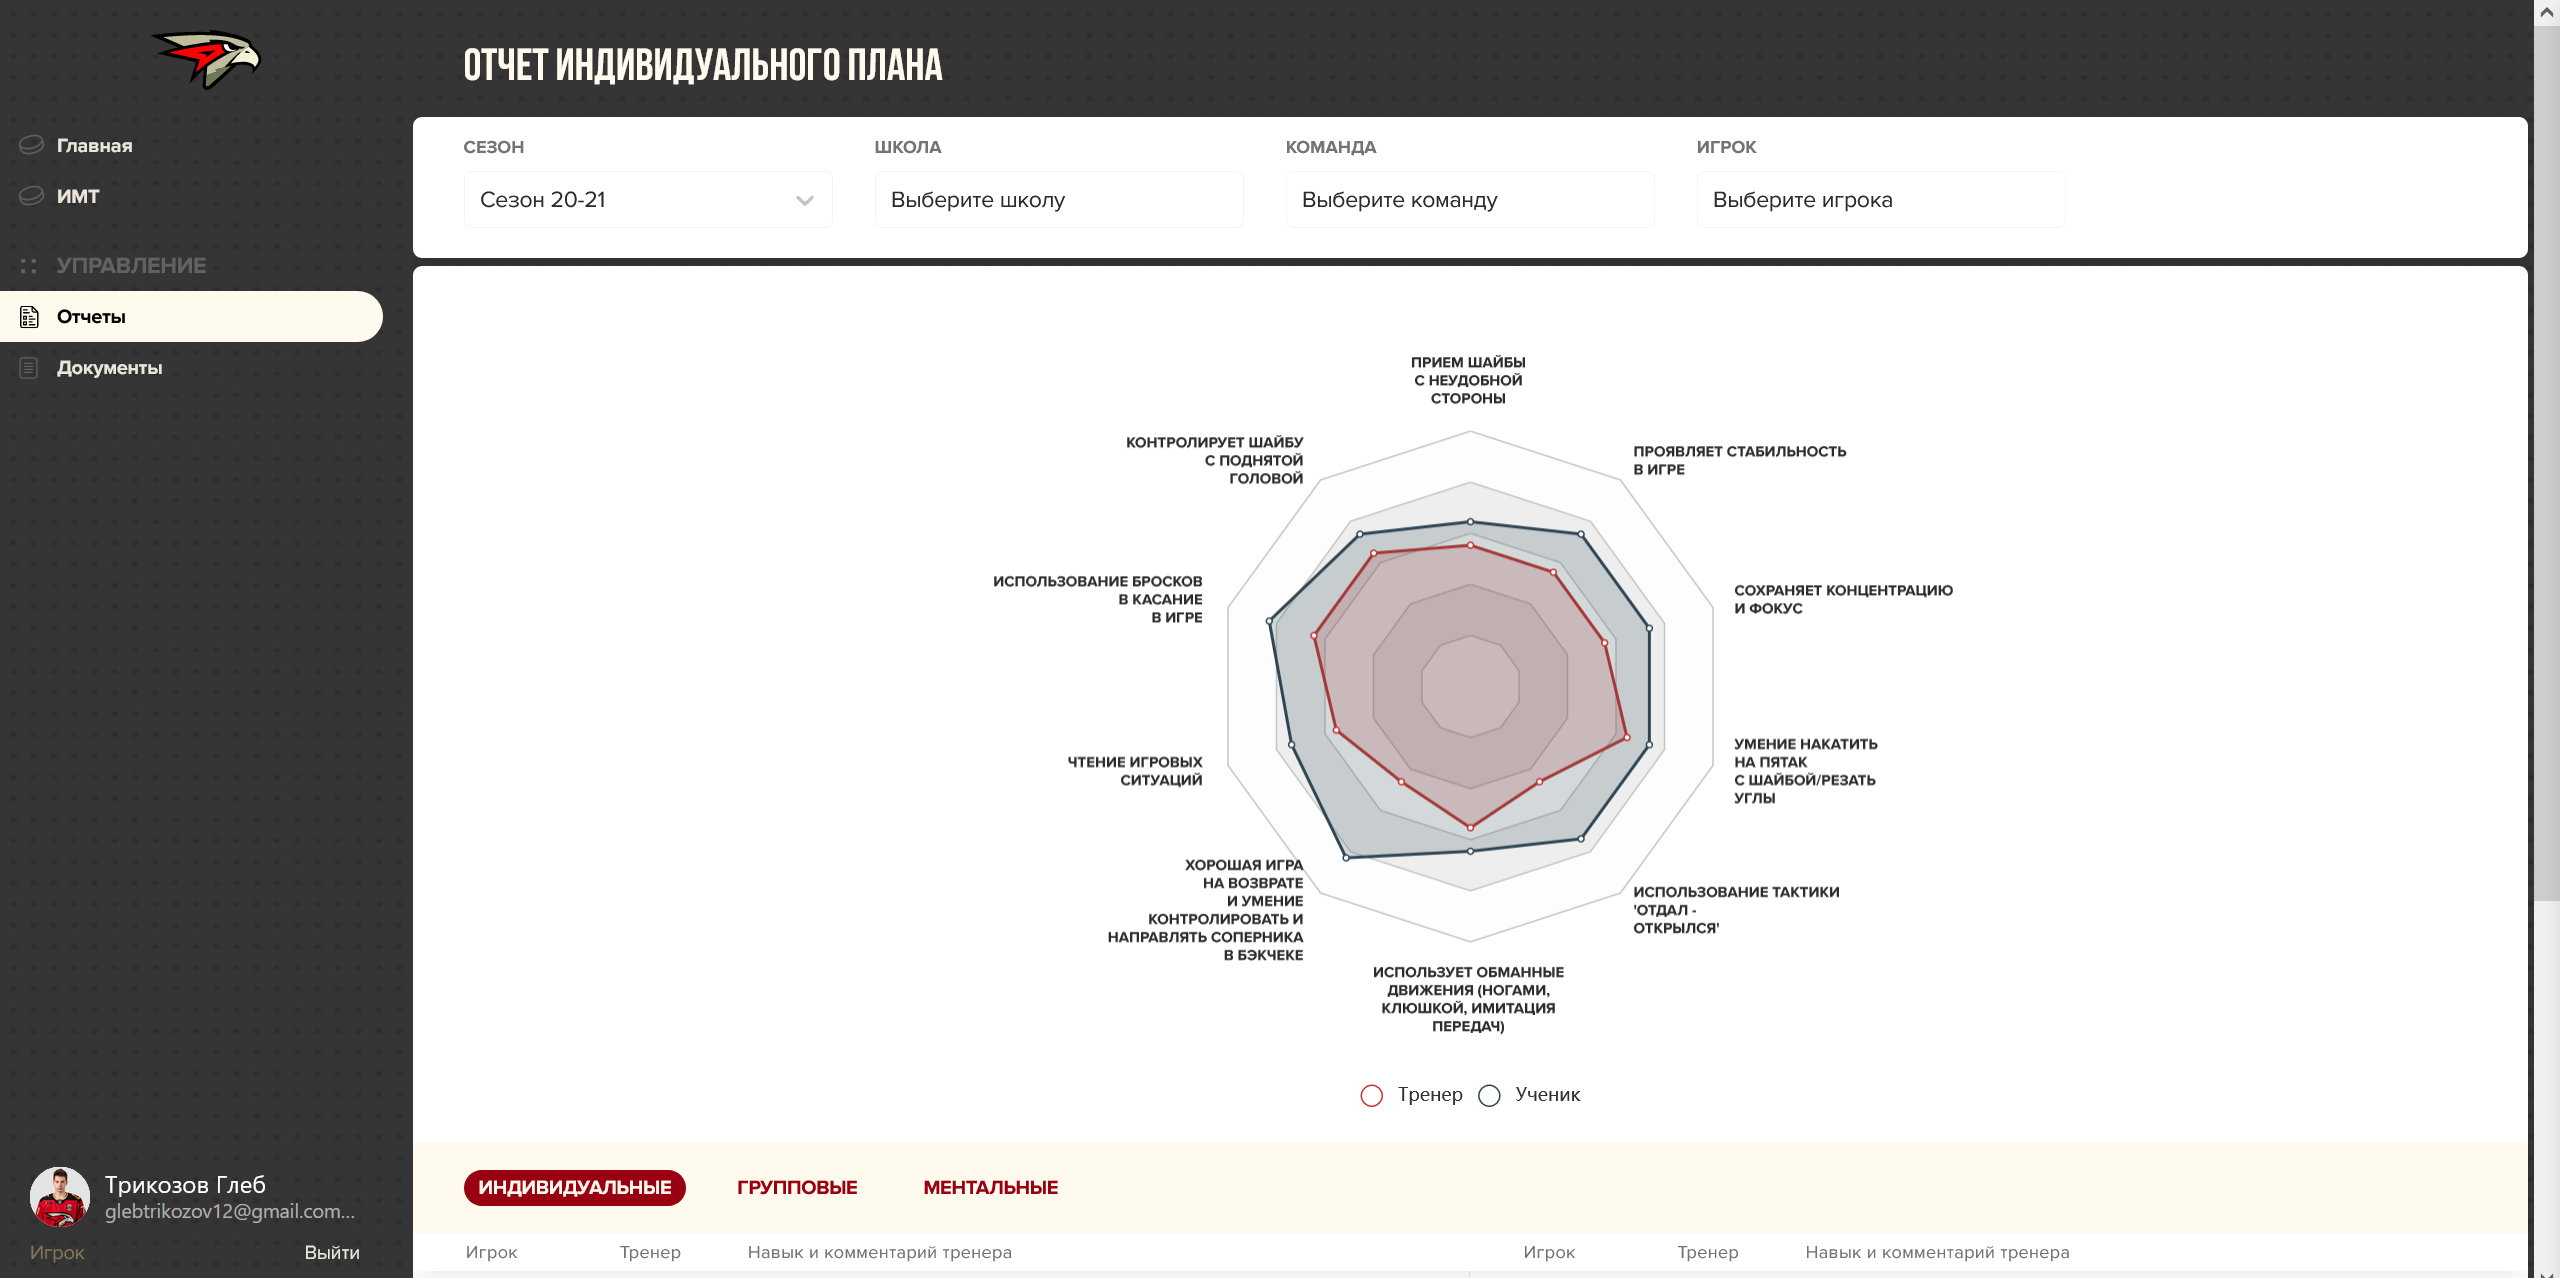 ОТЧЕТ ИНДИВИДУАЛЬНОГО ПЛАНА
Главная
ИМТ
УПРАВЛЕНИЕ
Отчеты
Документы
СЕЗОН
ШКОЛА
КОМАНДА
ИГРОК
Сезон 20-21
Выберите школу
Выберите команду
Выберите игрока
ПРИЕМ ШАЙБЫ
С НЕУДОБНОЙ
СТОРОНЫ
ПРОЯВЛЯЕТ СТАБИЛЬНОСТЬ
В ИГРЕ
СОХРАНЯЕТ КОНЦЕНТРАЦИЮ
И ФОКУС
УМЕНИЕ НАКАТИТЬ
НА ПЯТАК
С ШАЙБОЙ/РЕЗАТЬ
УГЛЫ
ИСПОЛЬЗОВАНИЕ ТАКТИКИ
'ОТДАЛ -
ОТКРЫЛСЯ'
ИСПОЛЬЗУЕТ ОБМАННЫЕ
ДВИЖЕНИЯ (НОГАМИ,
КЛЮШКОЙ, ИМИТАЦИЯ
ПЕРЕДАЧ)
ХОРОШАЯ ИГРА
НА ВОЗВРАТЕ
И УМЕНИЕ
КОНТРОЛИРОВАТЬ И
НАПРАВЛЯТЬ СОПЕРНИКА
В БЭКЧЕКЕ
ЧТЕНИЕ ИГРОВЫХ
СИТУАЦИЙ
ИСПОЛЬЗОВАНИЕ БРОСКОВ
В КАСАНИЕ
В ИГРЕ
КОНТРОЛИРУЕТ ШАЙБУ
С ПОДНЯТОЙ
ГОЛОВОЙ
Тренер
Ученик
ИНДИВИДУАЛЬНЫЕ
ГРУППОВЫЕ
МЕНТАЛЬНЫЕ
Игрок
Тренер
Навык и комментарий тренера
Игрок
Тренер
Навык и комментарий тренера
Трикозов Глеб
glebtrikozov12@gmail.com...
Игрок
Выйти